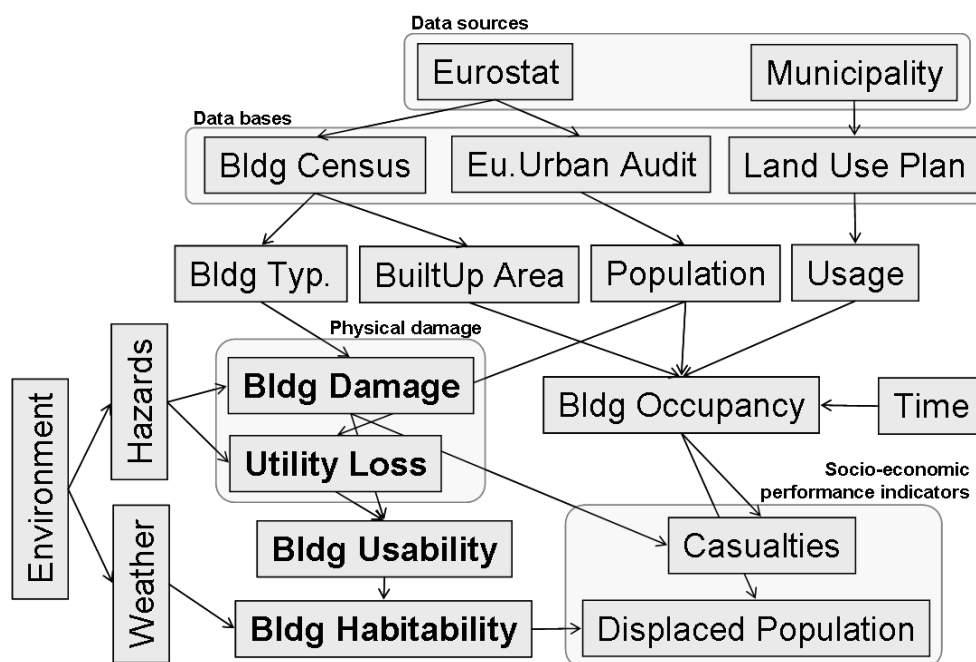 Data sources
Eurostat
Municipality
Data bases
Bldg Census
Eu.Urban Audit
Land Use Plan
Bldg Typ.
BuiltUp Area
Population
Usage
Physical damage
Environment
Hazards
Bldg Damage
Bldg Occupancy
Time
Utility Loss
Socio-economic
performance indicators
Weather
Bldg Usability
Casualties
Bldg Habitability
Displaced Population